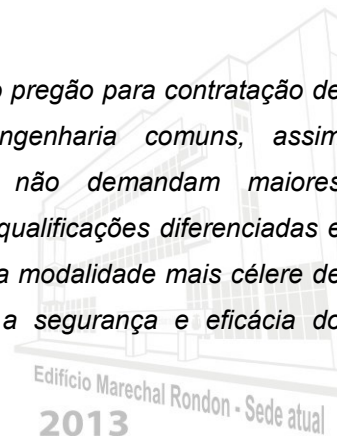 o pregão para contratação de
ngenharia comuns, assim
não demandam maiores
qualificações diferenciadas e
a modalidade mais célere de
a segurança e eficácia do
Edifício Marechal Rondon - Sede atual
2013